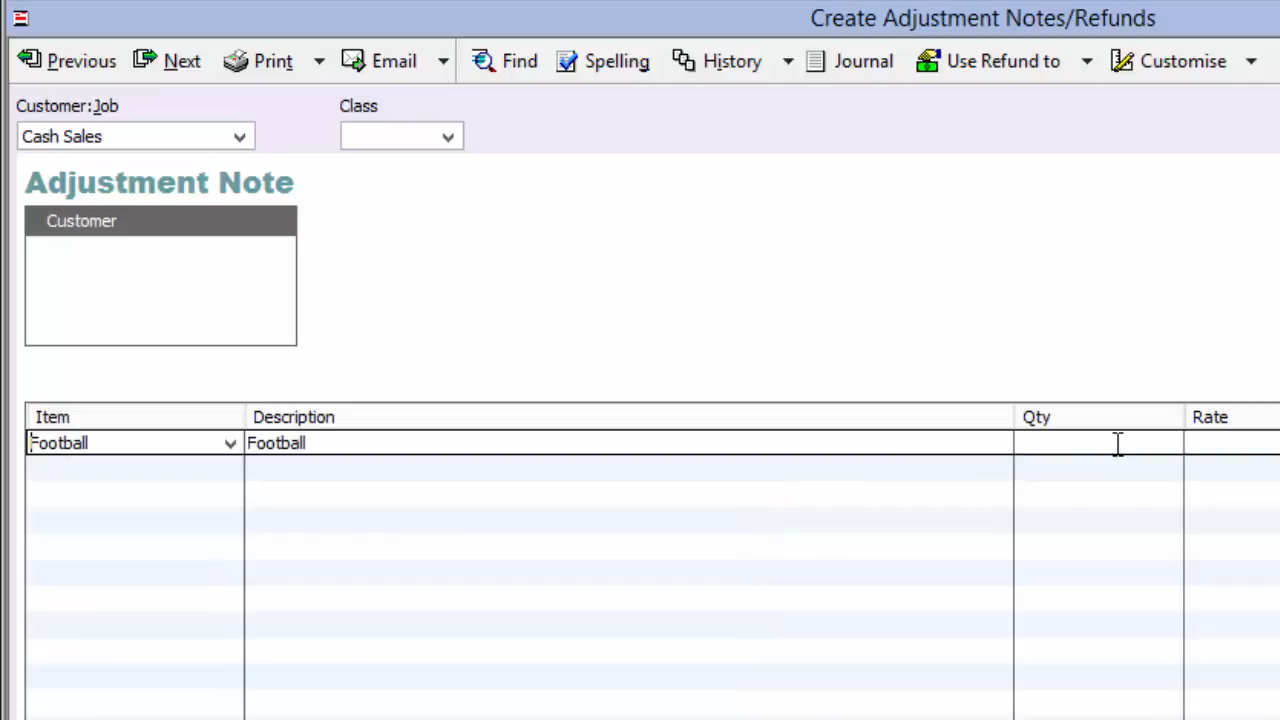 Create Adjustment Notes/Refunds
Previous Next Print Email Find Spelling History Journal Use Refund to Customise
Customer:Job Class
Cash Sales
Adjustment Note
Customer
Item Description Qty Rate
Football Football